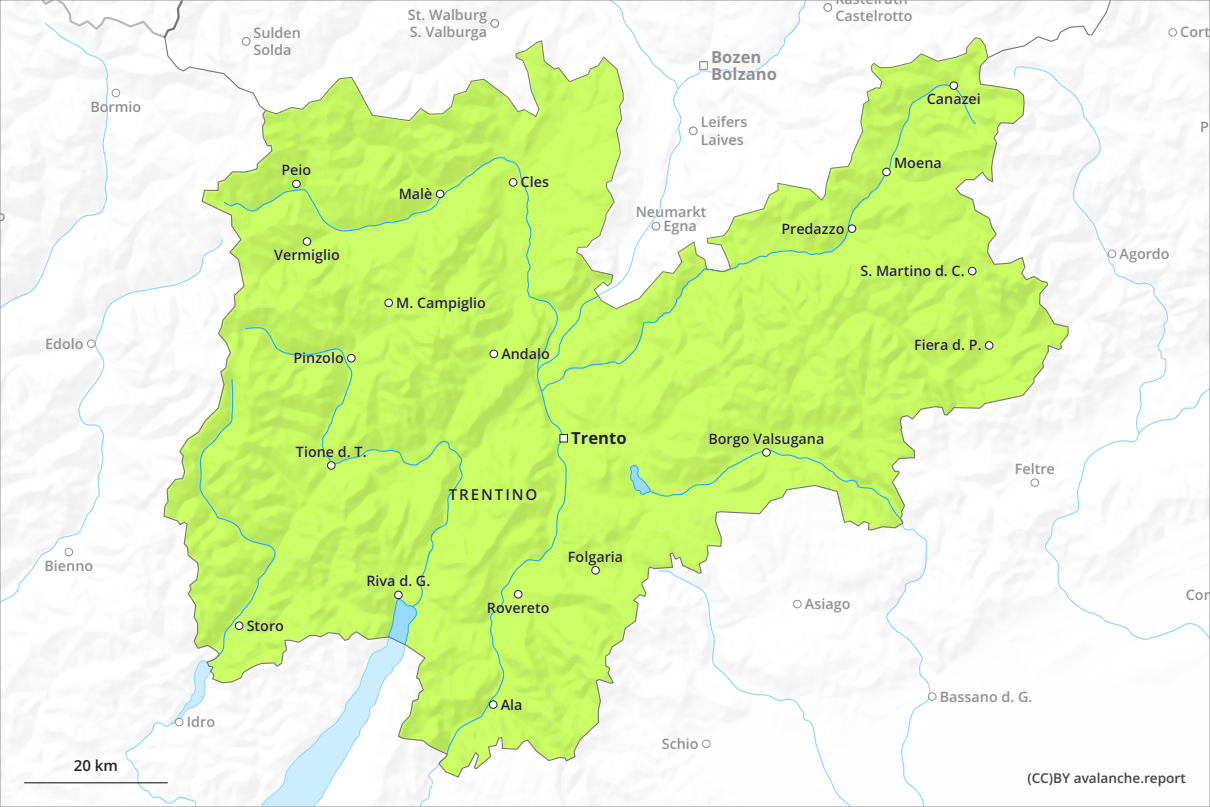 Kastelruth
Castelrotto
St. Walburg
S. Valburga
Sulden
Solda
Cort
Bozen
Bolzano
Bormio
Canazei
Leifers
Laives
Moena
Peio
Malè
Cles
Neumarkt
Egna
Predazzo
Agordo
Vermiglio
S. Martino d. C.
M. Campiglio
Edolo
Pinzolo
Andalo
Fiera d. P.
Trento
Borgo Valsugana
Tione d. T.
Feltre
TRENTINO
Bienno
Folgaria
Riva d. G.
Rovereto
Asiago
Cor
Storo
Ala
Bassano d. G.
Idro
Schio
20 km
(CC)BY avalanche.report